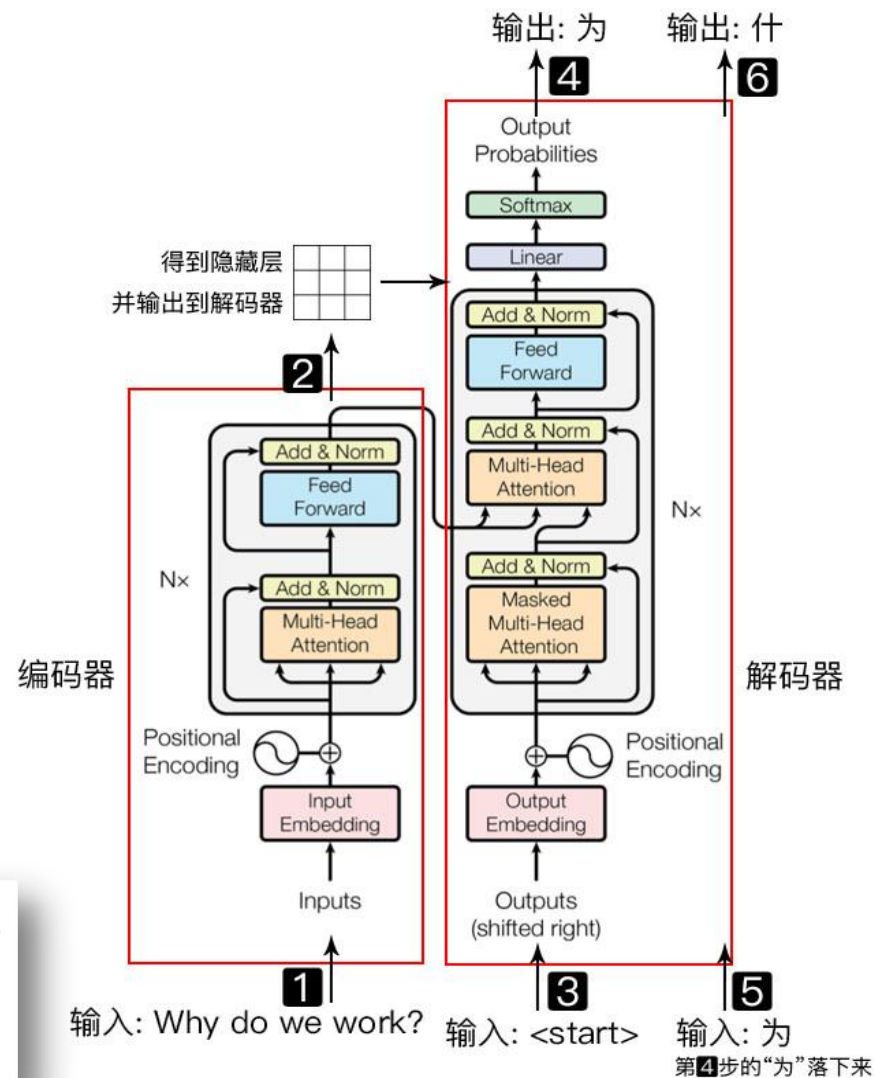 输出: 为
输出: 什
4
6
Output
Probabilities
Softmax
Linear
得到隐藏层
并输出到解码器
Add & Norm
Feed
Forward
2
Add & Norm
Multi-Head
Attention
Add & Norm
Feed
Forward
N×
Add & Norm
Masked
Multi-Head
Attention
N×
Add & Norm
Multi-Head
Attention
编码器
解码器
Positional
Encoding
Positional
Encoding
Input
Embedding
Output
Embedding
Inputs
Outputs
(shifted right)
1
3
5
输入: Why do we work?
输入: <start>
输入: 为
第4步的“为”落下来